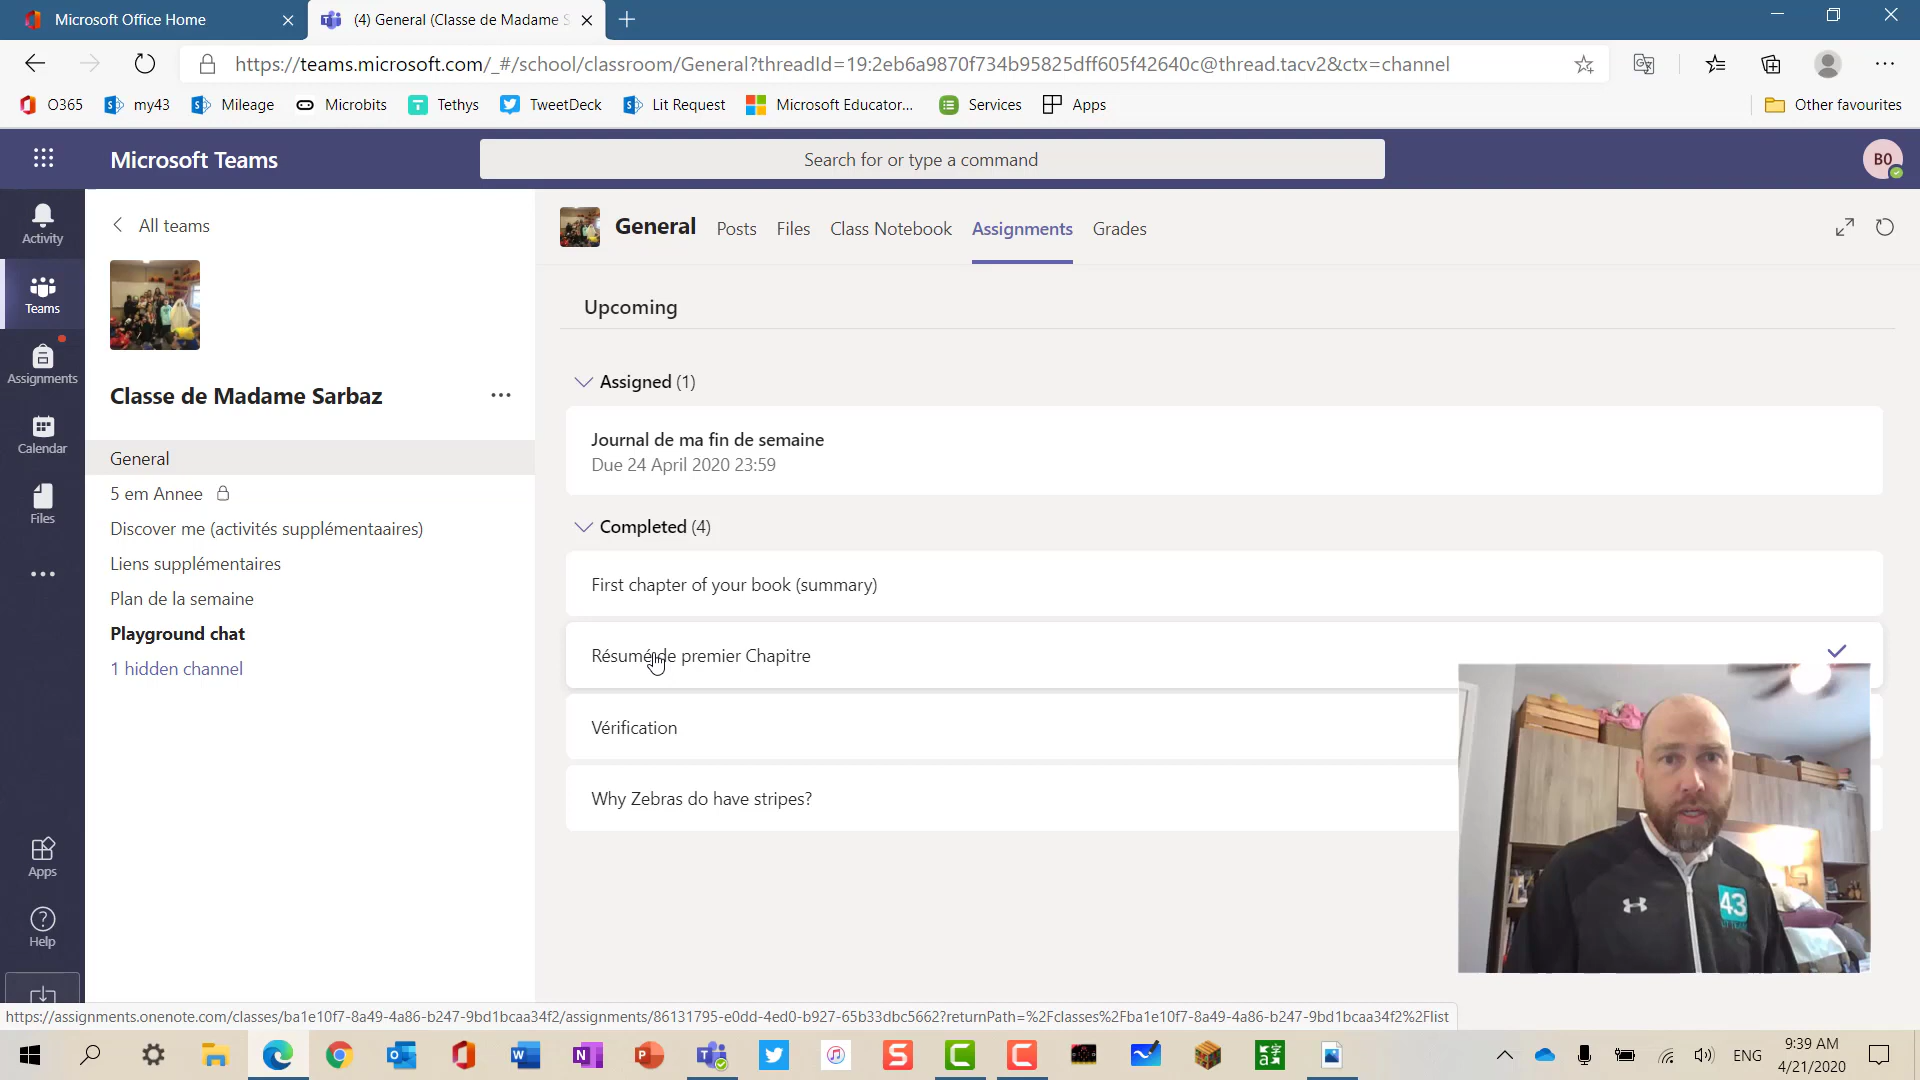 Microsoft Office Home
(4) General (Classe de Madame S
https://teams.microsoft.com/_#/school/classroom/General?threadId=19:2eb6a9870f734b95825dff605f42640c@thread.tacv2&ctx=channel
O365
my43
Mileage
Microbits
Tethys
TweetDeck
Lit Request
Microsoft Educator...
Services
Apps
Other favourites
Microsoft Teams
Search for or type a command
BO
Activity
Teams
Assignments
Calendar
Files
Apps
Help
All teams
Classe de Madame Sarbaz
General
5 em Annee
Discover me (activités supplémentaaires)
Liens supplémentaires
Plan de la semaine
Playground chat
1 hidden channel
General
Posts
Files
Class Notebook
Assignments
Grades
Upcoming
Assigned (1)
Journal de ma fin de semaine
Due 24 April 2020 23:59
Completed (4)
First chapter of your book (summary)
Résumé de premier Chapitre
Vérification
Why Zebras do have stripes?
43
https://assignments.onenote.com/classes/ba1e10f7-8a49-4a86-b247-9bd1bcaa34f2/assignments/86131795-e0dd-4ed0-b927-65b33dbc5662?returnPath=%2Fclasses%2Fba1e10f7-8a49-4a86-b247-9bd1bcaa34f2%2Flist
ENG
9:39 AM
4/21/2020